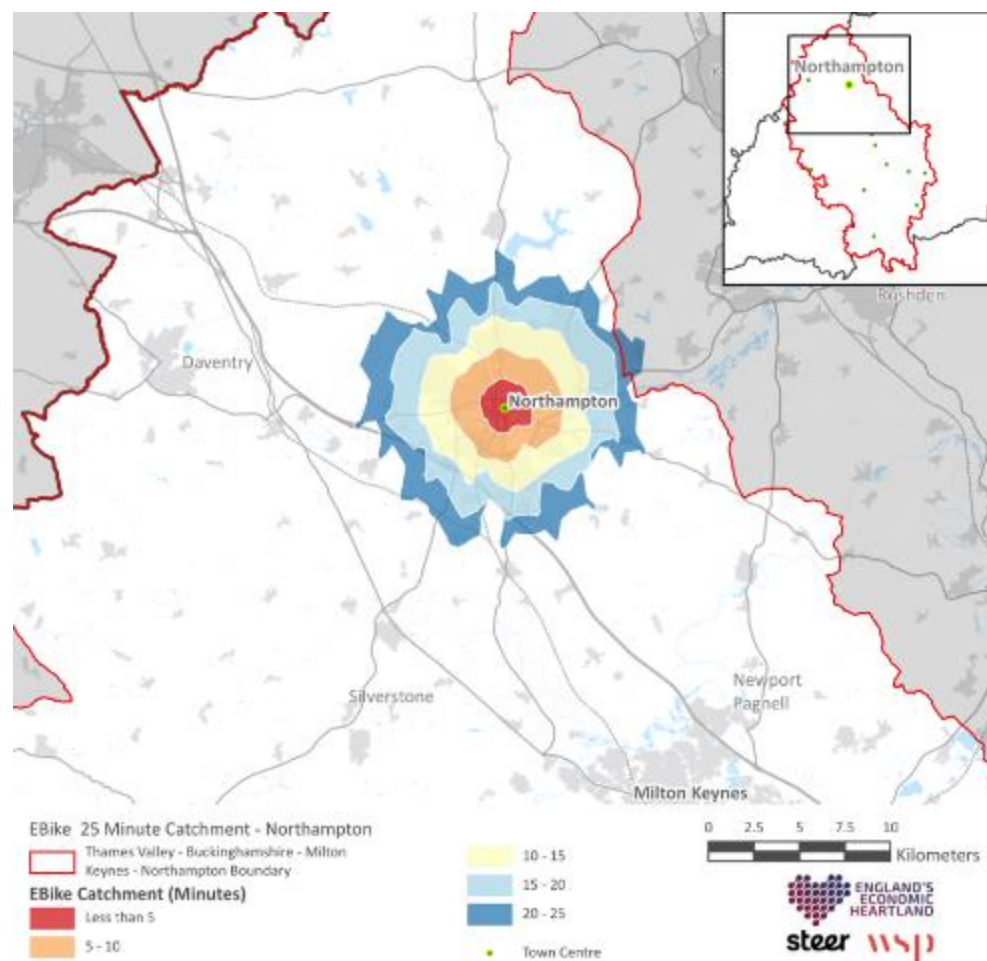 Northampton
K
Rushden
Daventry
Northampton
Silverstone
Newport
Pagnell
Milton Keynes
EBike 25 Minute Catchment - Northampton
Thames Valley - Buckinghamshire - Milton
Keynes - Northampton Boundary
EBike Catchment (Minutes)
Less than 5
5 - 10
10 - 15
15 - 20
20 - 25
Town Centre
0 2.5 5 7.5 10
Kilometers
ENGLAND'S
ECONOMIC
HEARTLAND
steer wsp